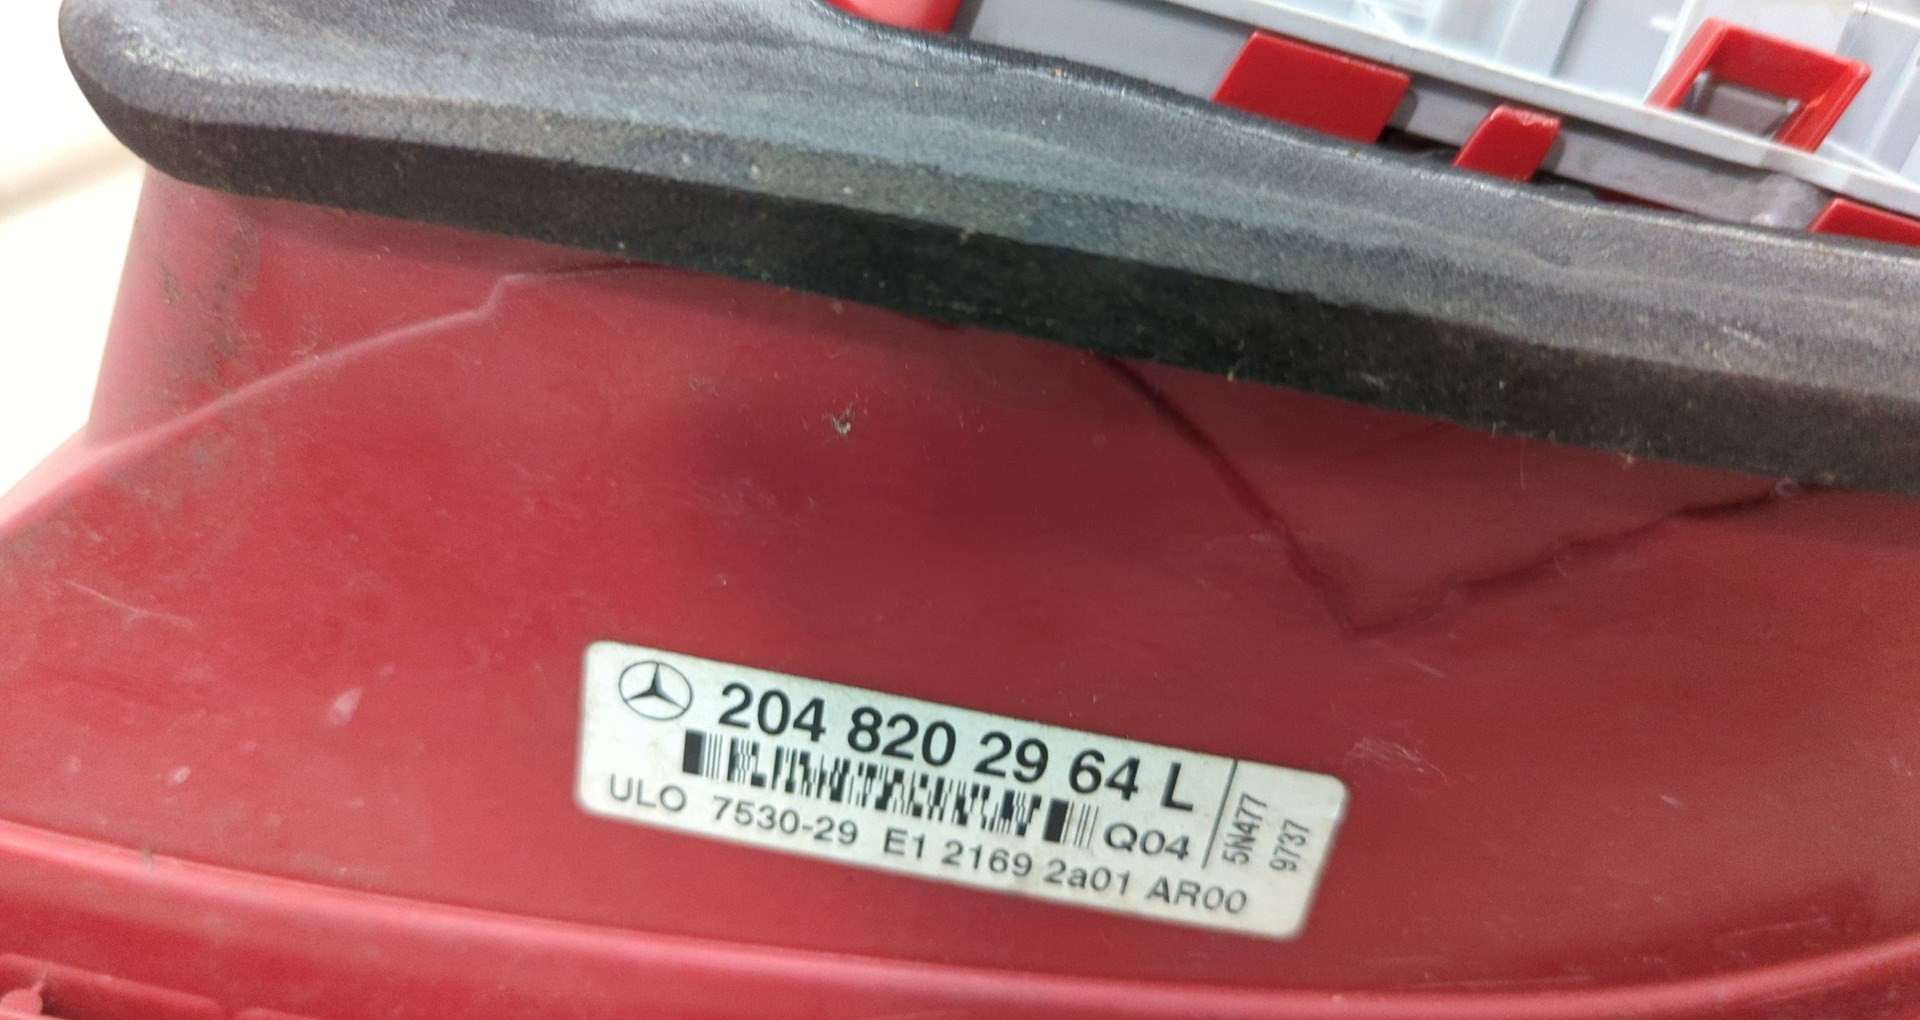 204 820 29 64 L
Q04
ULO 7530-29 E1 2169 2a01 AR00
5N477
9737